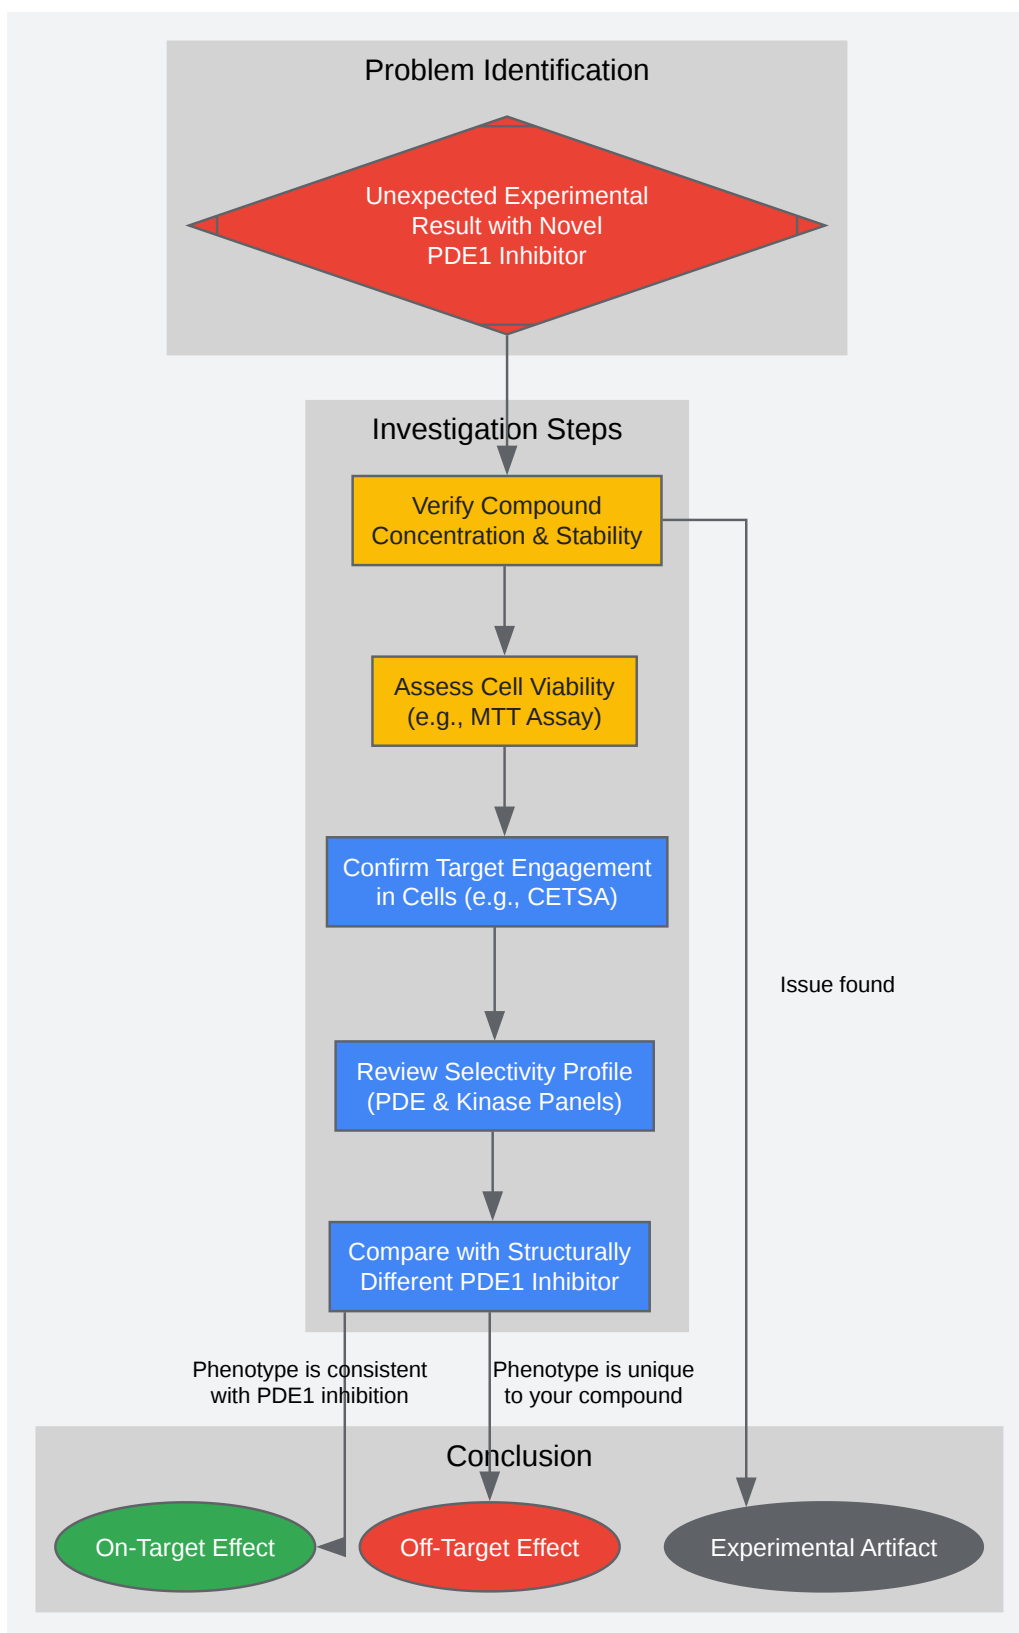 Problem Identification
Unexpected Experimental
Result with Novel
PDE1 Inhibitor
Investigation Steps
Verify Compound
Concentration & Stability
Assess Cell Viability
(e.g., MTT Assay)
Confirm Target Engagement
in Cells (e.g., CETSA)
Issue found
Review Selectivity Profile
(PDE & Kinase Panels)
Compare with Structurally
Different PDE1 Inhibitor
Phenotype is consistent
with PDE1 inhibition
Phenotype is unique
to your compound
Conclusion
On-Target Effect
Off-Target Effect
Experimental Artifact